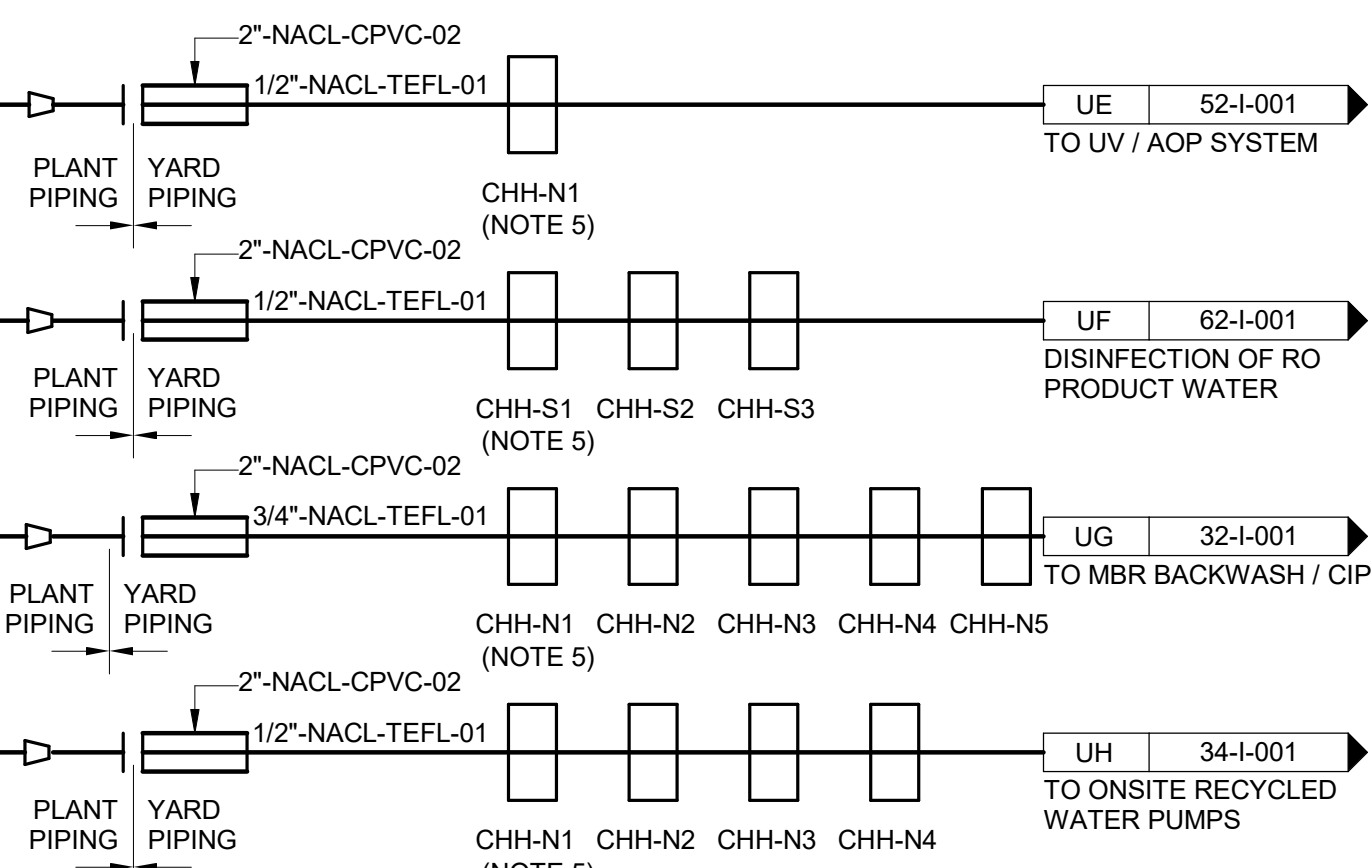 2"-NACL-CPVC-02
1/2"-NACL-TEFL-01
UE 52-I-001
TO UV / AOP SYSTEM
PLANT PIPING
YARD PIPING
CHH-N1
(NOTE 5)
2"-NACL-CPVC-02
1/2"-NACL-TEFL-01
UF 62-I-001
DISINFECTION OF RO
PRODUCT WATER
PLANT PIPING
YARD PIPING
CHH-S1 CHH-S2 CHH-S3
(NOTE 5)
2"-NACL-CPVC-02
3/4"-NACL-TEFL-01
UG 32-I-001
TO MBR BACKWASH / CIP
PLANT PIPING
YARD PIPING
CHH-N1 CHH-N2 CHH-N3 CHH-N4 CHH-N5
(NOTE 5)
2"-NACL-CPVC-02
1/2"-NACL-TEFL-01
UH 34-I-001
TO ONSITE RECYCLED
WATER PUMPS
PLANT PIPING
YARD PIPING
CHH-N1 CHH-N2 CHH-N3 CHH-N4
(NOTE 5)